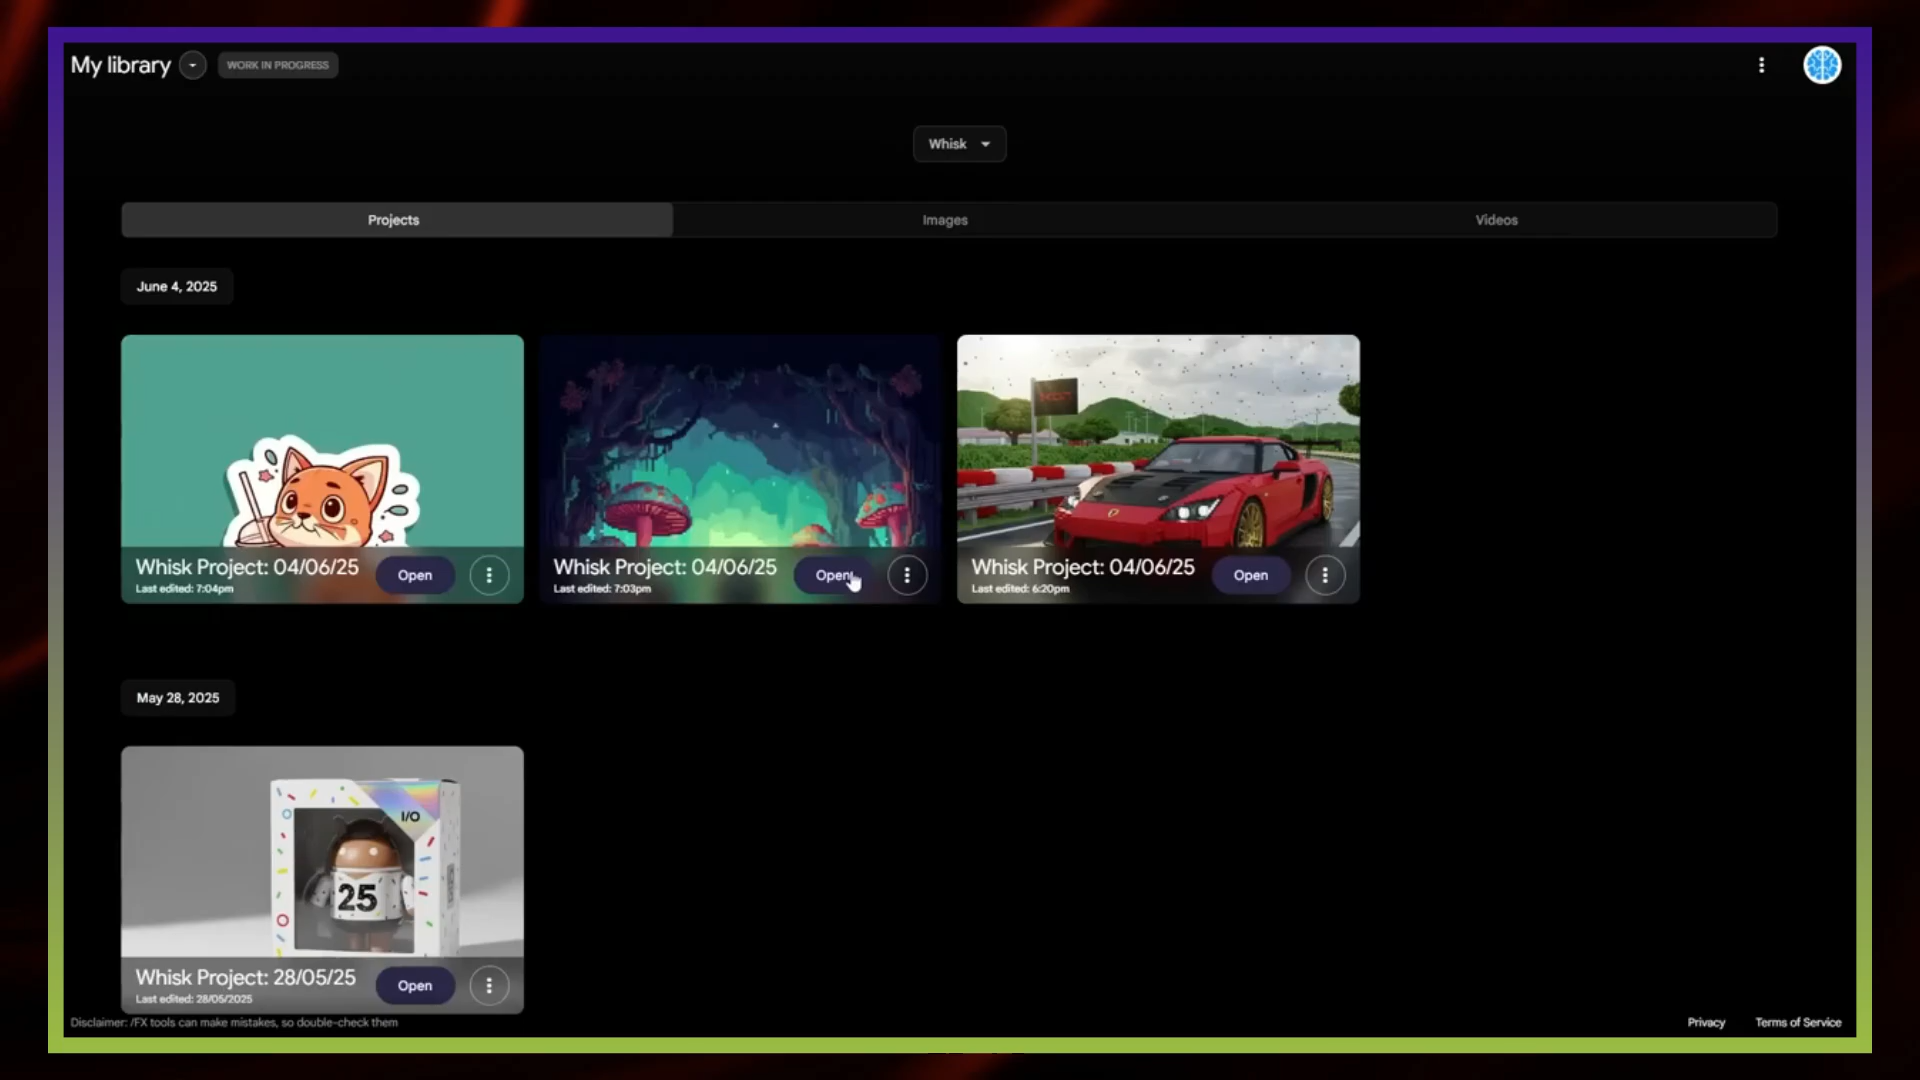 My library
WORK IN PROGRESS
Whisk
Projects
Images
Videos
June 4, 2025
Whisk Project: 04/06/25
Last edited: 7:04pm
Open
Whisk Project: 04/06/25
Last edited: 7:03pm
Open
Whisk Project: 04/06/25
Last edited: 6:20pm
Open
May 28, 2025
I/O
25
Whisk Project: 28/05/25
Last edited: 28/05/2025
Open
Disclaimer: /FX tools can make mistakes, so double-check them
Privacy
Terms of Service